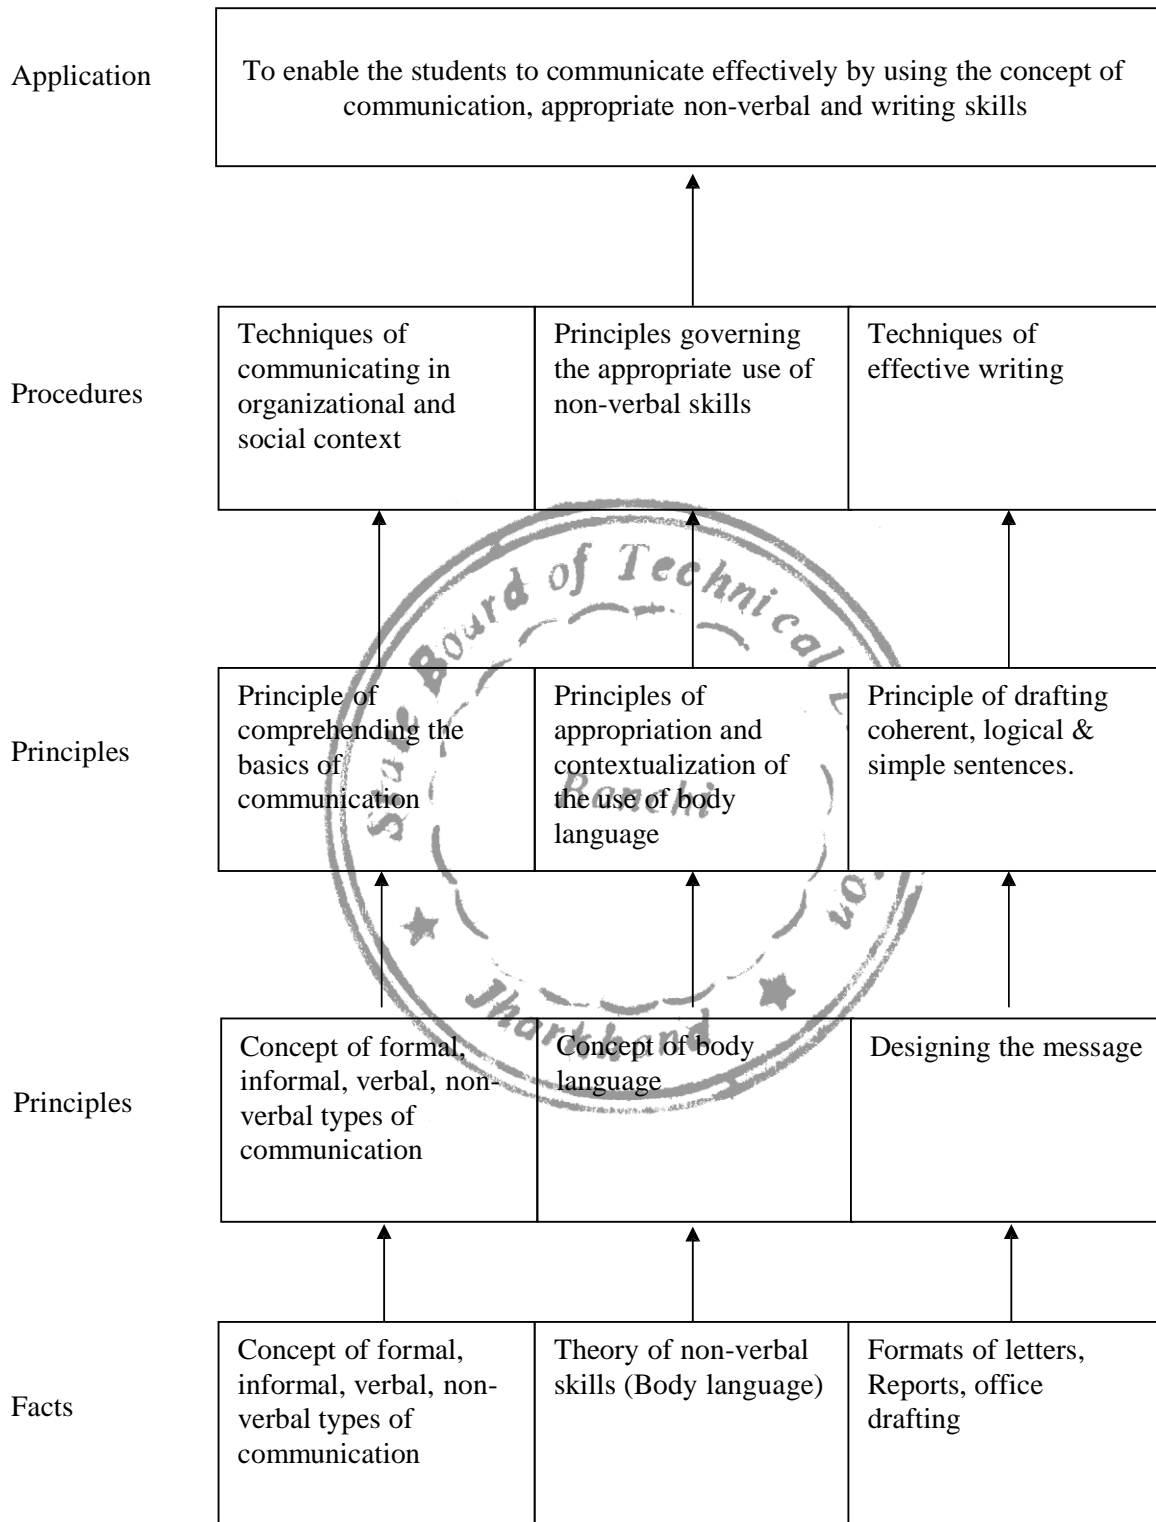 Application
To enable the students to communicate effectively by using the concept of
communication, appropriate non-verbal and writing skills
Procedures
Techniques of
communicating in
organizational and
social context
Principles governing
the appropriate use of
non-verbal skills
Techniques of
effective writing
Principles
Principle of
comprehending the
basics of
communication
Principles of
appropriation and
contextualization of
the use of body
language
Principle of drafting
coherent, logical &
simple sentences.
Principles
Concept of formal,
informal, verbal, non-
verbal types of
communication
Concept of body
language
Designing the message
Facts
Concept of formal,
informal, verbal, non-
verbal types of
communication
Theory of non-verbal
skills (Body language)
Formats of letters,
Reports, office
drafting
State Board of Technical
Ranchi
Jharkhand